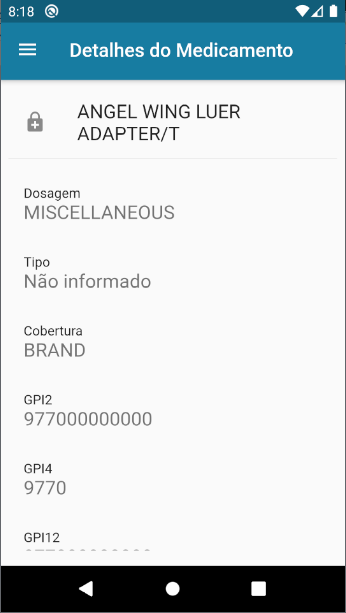 8:18
Detalhes do Medicamento
ANGEL WING LUER
ADAPTER/T
Dosagem
MISCELLANEOUS
Tipo
Não informado
Cobertura
BRAND
GPI2
977000000000
GPI4
9770
GPI12